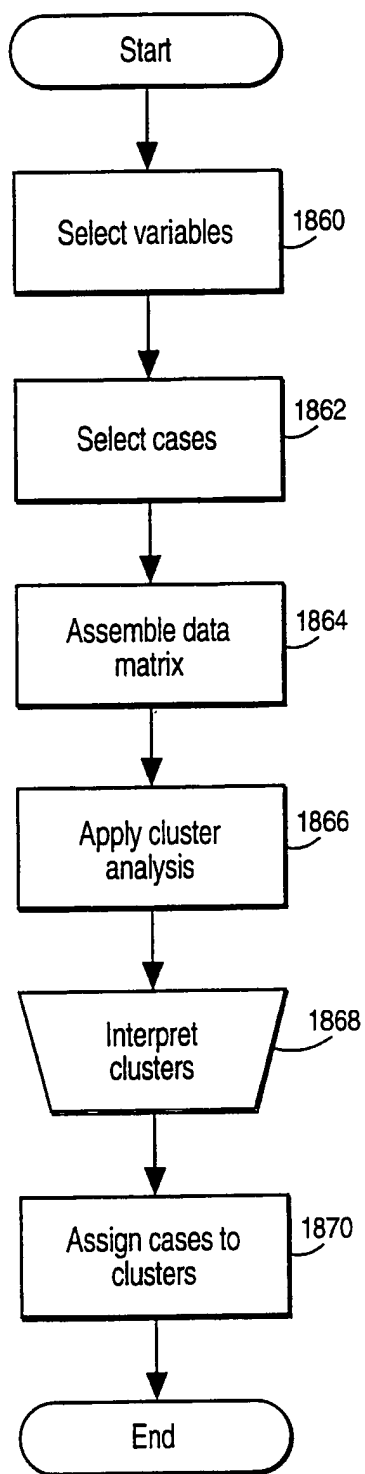 Start
Select variables
1860
Select cases
1862
Assemble data
matrix
1864
Apply cluster
analysis
1866
Interpret
clusters
1868
Assign cases to
clusters
1870
End